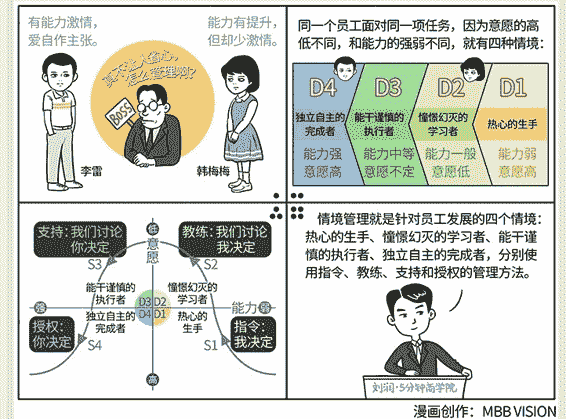 有能力激情，
爱自作主张。
能力有提升，
但却少激情。
真不让人省心，
怎么管理啊？
BOSS
李雷
韩梅梅
同一个员工面对同一项任务，因为意愿的高
低不同，和能力的强弱不同，就有四种情境：
D4
D3
D2
D1
独立自主的
完成者
能干谨慎的
执行者
憧憬幻灭的
学习者
热心的生手
能力强
意愿高
能力中等
意愿不定
能力一般
意愿低
能力弱
意愿高
支持：我们讨论
你决定
S3
低
意愿
教练：我们讨论
我决定
S2
能干谨慎的
执行者
憧憬幻灭的
学习者
强
D3
D2
能力
弱
D4
D1
授权：
你决定
S4
独立自主的
完成者
热心的
生手
指令：
我决定
S1
高
情境管理就是针对员工发展的四个情境：
热心的生手、憧憬幻灭的学习者、能干谨
慎的执行者、独立自主的完成者，分别使
用指令、教练、支持和授权的管理方法。
刘润·5分钟商学院
漫画创作：MBB VISION